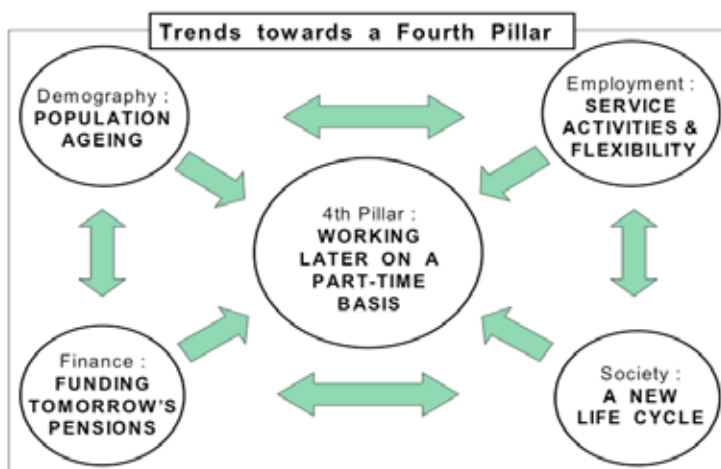 Trends towards a Fourth Pillar
Demography :
POPULATION
AGEING
Employment :
SERVICE
ACTIVITIES &
FLEXIBILITY
4th Pillar :
WORKING
LATER ON A
PART-TIME
BASIS
Finance :
FUNDING
TOMORROW'S
PENSIONS
Society :
A NEW
LIFE CYCLE